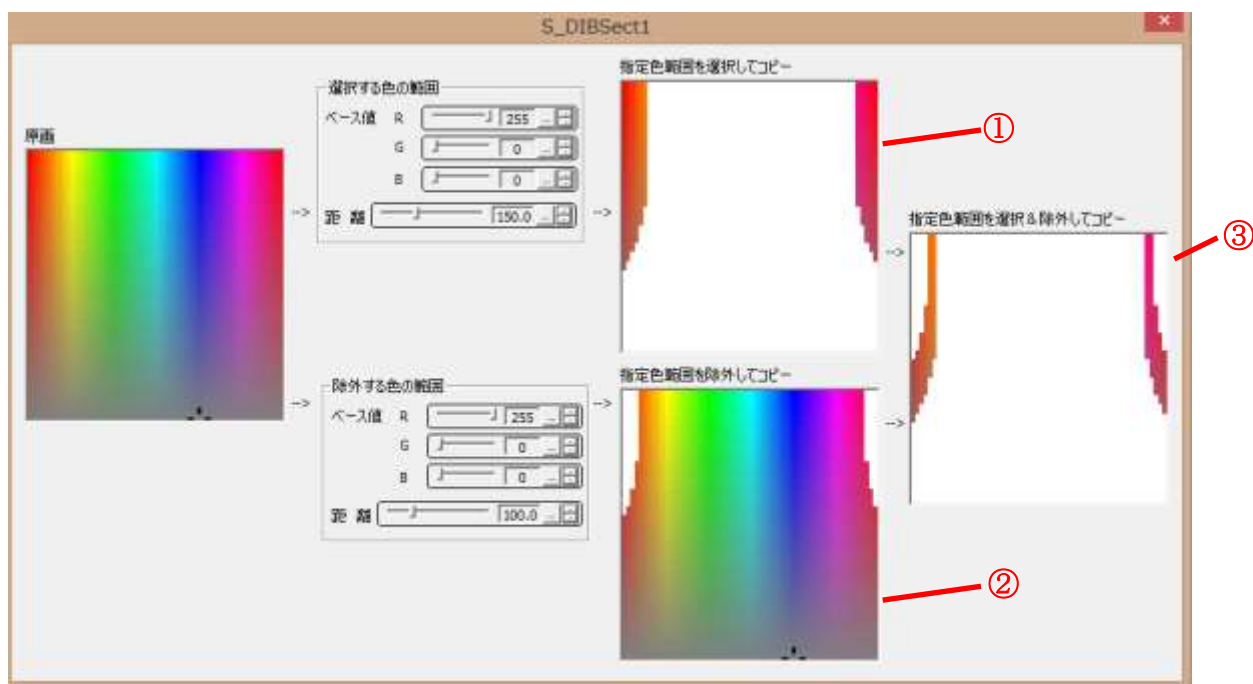 S_DIBSect1
×
原画
選択する色の範囲
ベース値 R 255 ...
G 0 ...
B 0 ...
距 離 150.0 ...
-->
-->
指定色範囲を選択してコピー
①
指定色範囲を選択&除外してコピー
③
-->
除外する色の範囲
ベース値 R 255 ...
G 0 ...
B 0 ...
距 離 100.0 ...
-->
-->
指定色範囲を除外してコピー
-->
②